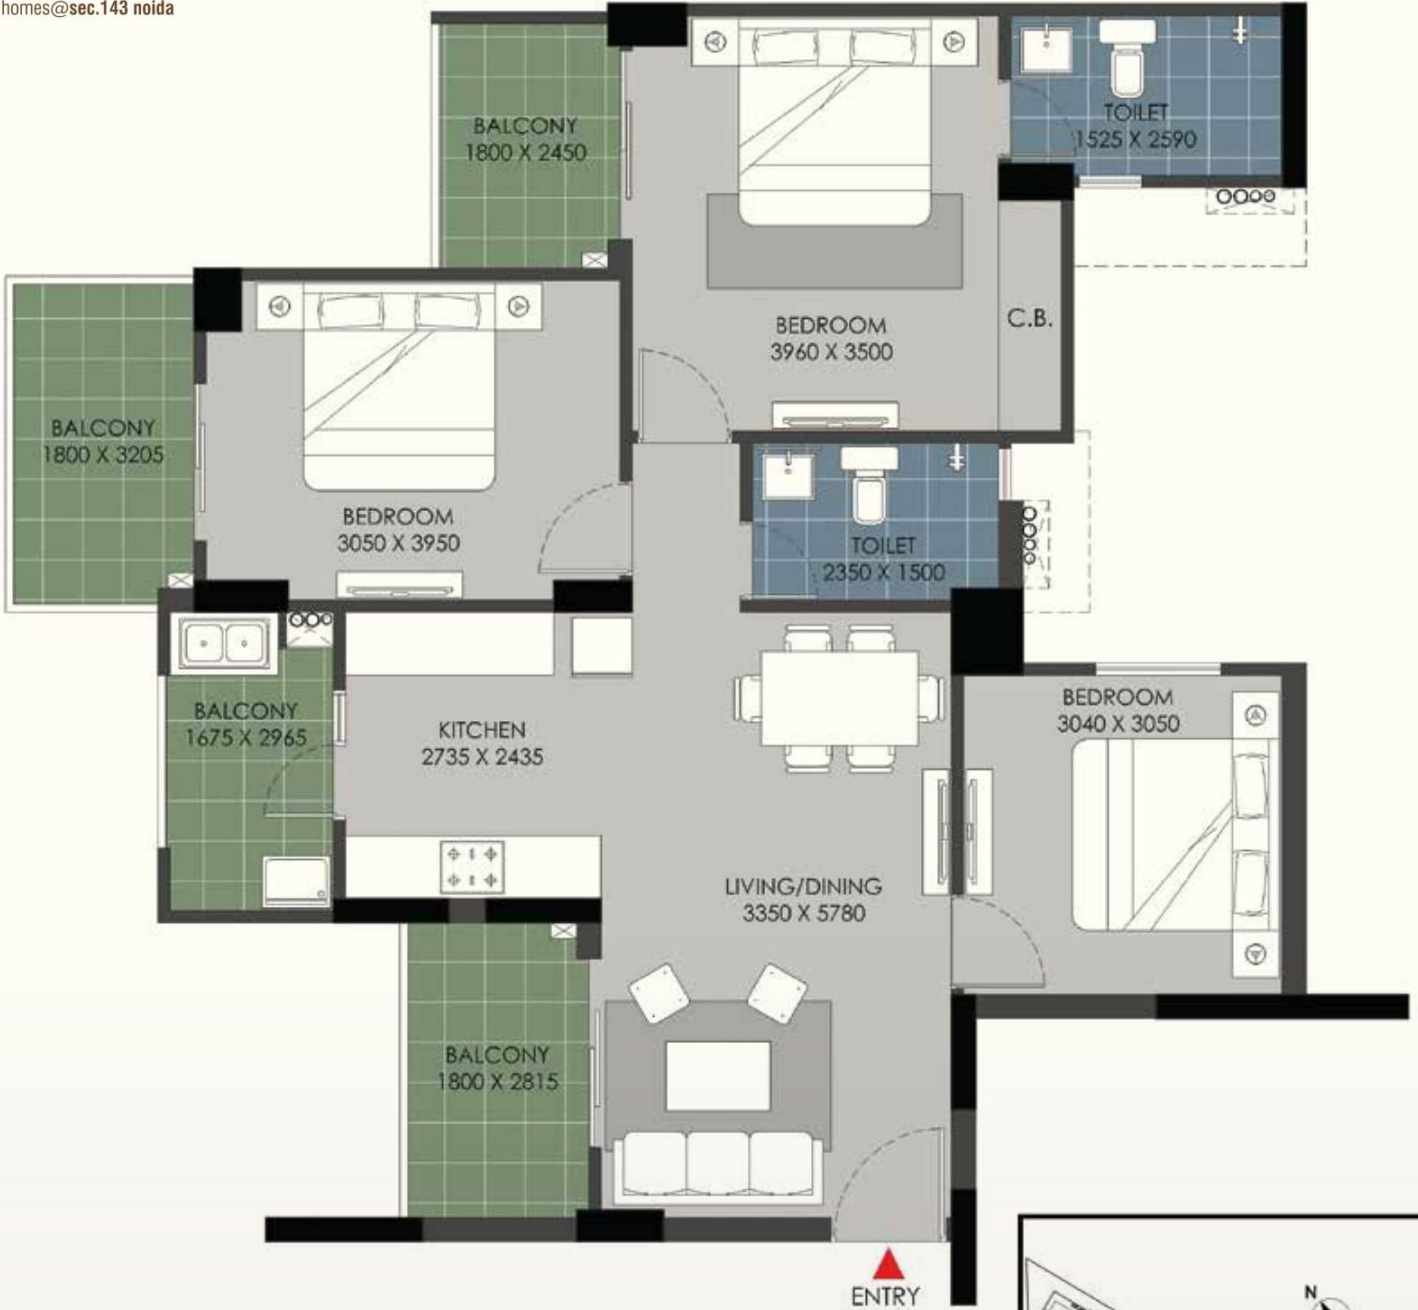 homes@sec.143 noida
BALCONY
1800 X 2450
TOILET
1525 X 2590
BEDROOM
3960 X 3500
C.B.
BALCONY
1800 X 3205
BEDROOM
3050 X 3950
TOILET
2350 X 1500
BALCONY
1675 X 2965
KITCHEN
2735 X 2435
BEDROOM
3040 X 3050
LIVING/DINING
3350 X 5780
BALCONY
1800 X 2815
ENTRY
N